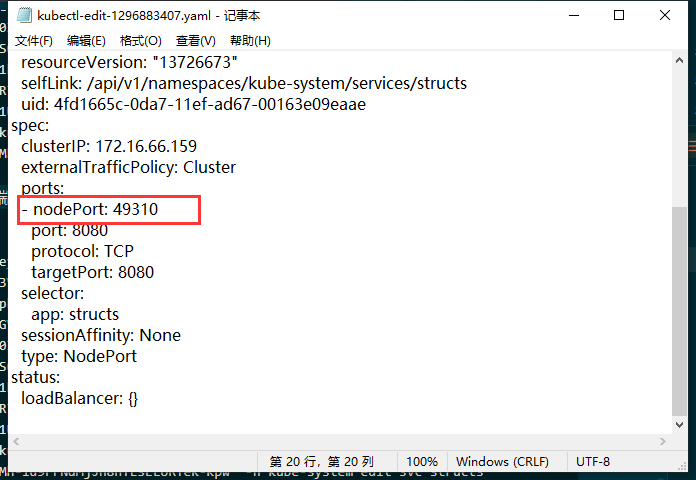 kubectl-edit-1296883407.yaml - 记事本
文件(F) 编辑(E) 格式(O) 查看(V) 帮助(H)
resourceVersion: "13726673"
selfLink: /api/v1/namespaces/kube-system/services/structs
uid: 4fd1665c-0da7-11ef-ad67-00163e09eaae
spec:
clusterIP: 172.16.66.159
externalTrafficPolicy: Cluster
ports:
- nodePort: 49310
port: 8080
protocol: TCP
targetPort: 8080
selector:
app: structs
sessionAffinity: None
type: NodePort
status:
loadBalancer: {}
第 20 行，第 20 列 100% Windows (CRLF) UTF-8